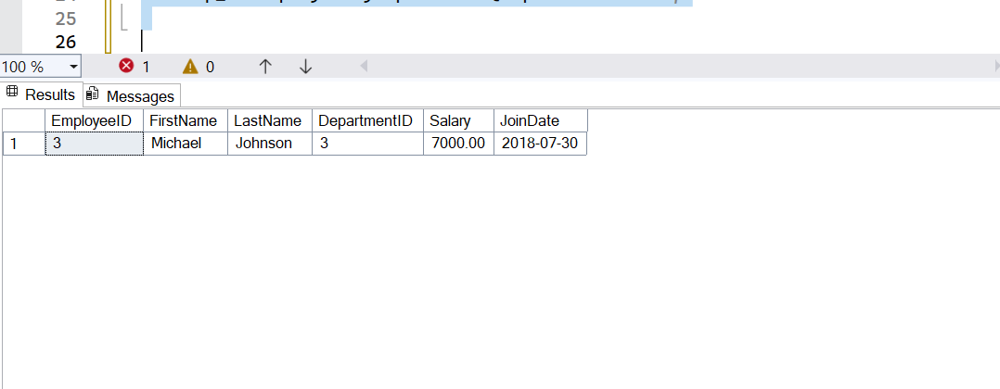 25
26
100 % 1 0
Results Messages
EmployeeID FirstName LastName DepartmentID Salary JoinDate
1 3 Michael Johnson 3 7000.00 2018-07-30